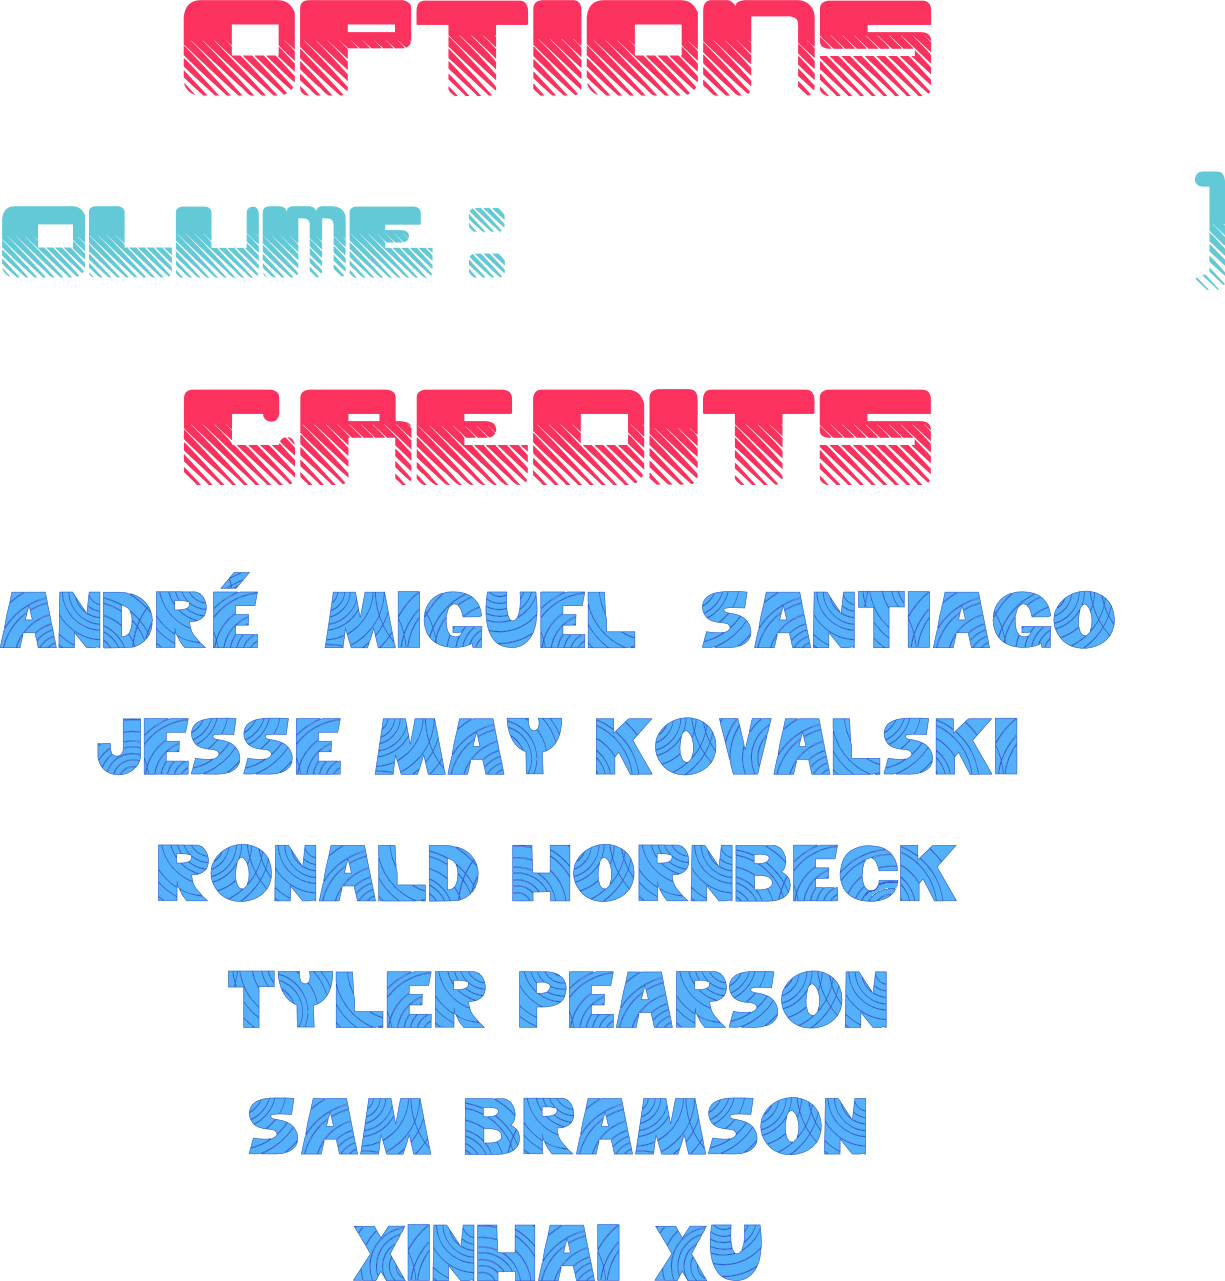 OPTIONS
OLUME : ]
CREDITS
ANDRÉ MIGUEL SANTIAGO
JESSE MAY KOVALSKI
RONALD HORNBECK
TYLER PEARSON
SAM BRAMSON
XINHAI XU